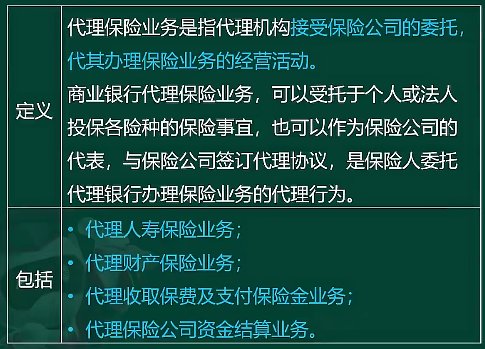 定义
代理保险业务是指代理机构接受保险公司的委托，
代其办理保险业务的经营活动。
商业银行代理保险业务，可以受托于个人或法人
投保各险种的保险事宜，也可以作为保险公司的
代表，与保险公司签订代理协议，是保险人委托
代理银行办理保险业务的代理行为。
包括
• 代理人寿保险业务；
• 代理财产保险业务；
• 代理收取保费及支付保险金业务；
• 代理保险公司资金结算业务。